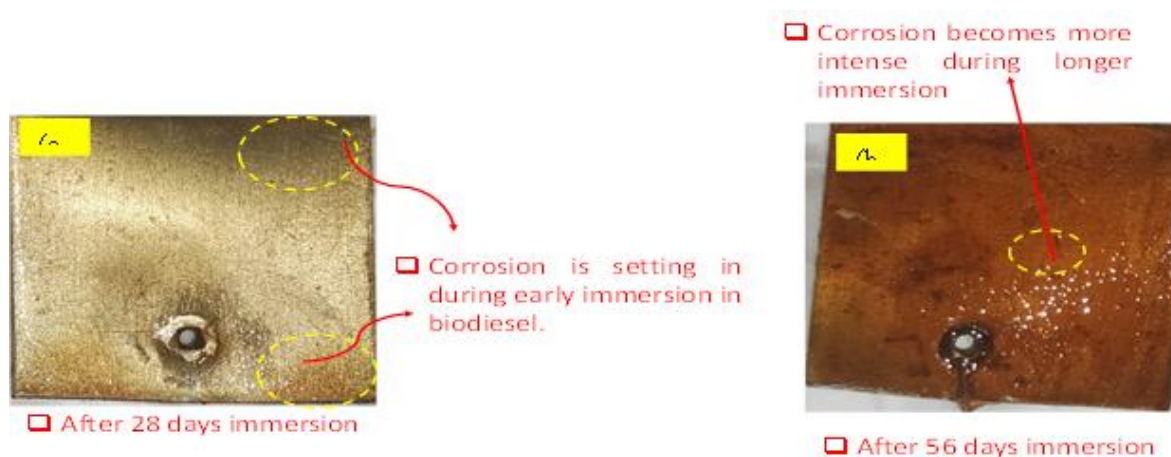 ❑ Corrosion becomes more
intense during longer
immersion
❑ Corrosion is setting in
during early immersion in
biodiesel.
❑ After 28 days immersion
❑ After 56 days immersion